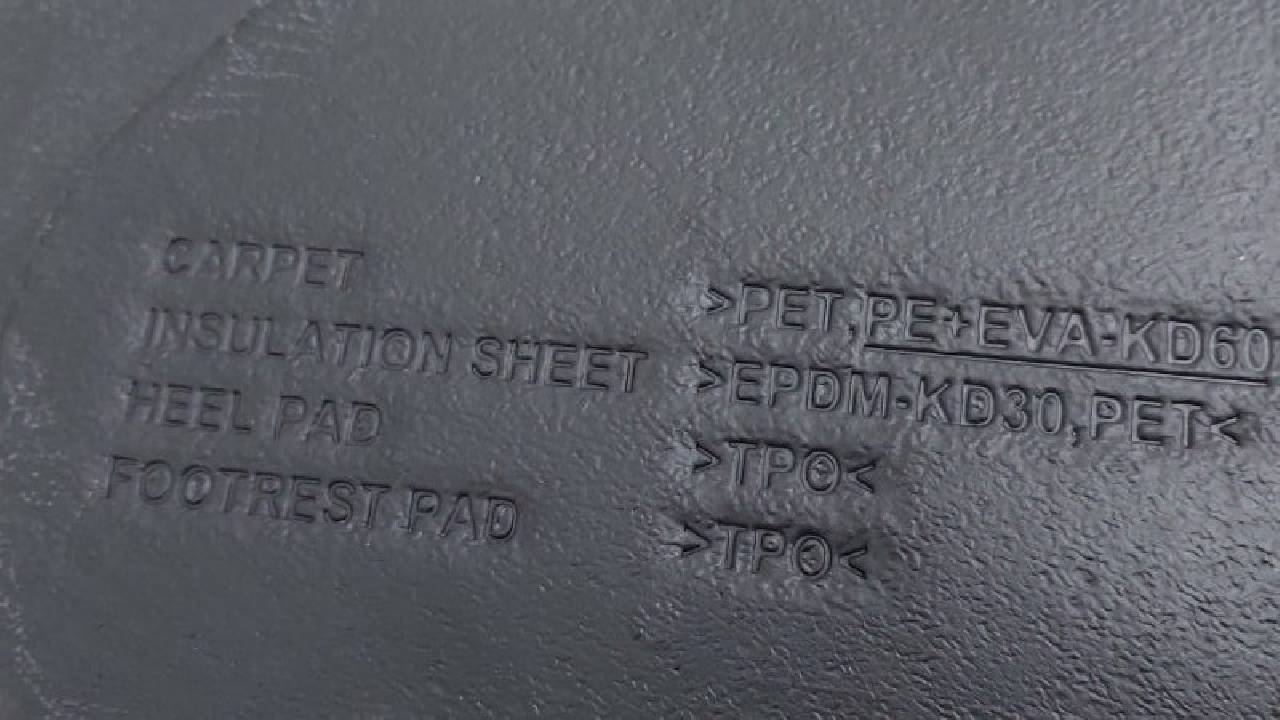 CARPET >PET,PE+EVA-KD60
INSULATION SHEET >EPDM-KD30,PET<
HEEL PAD >TPO<
FOOTREST PAD >TPO<